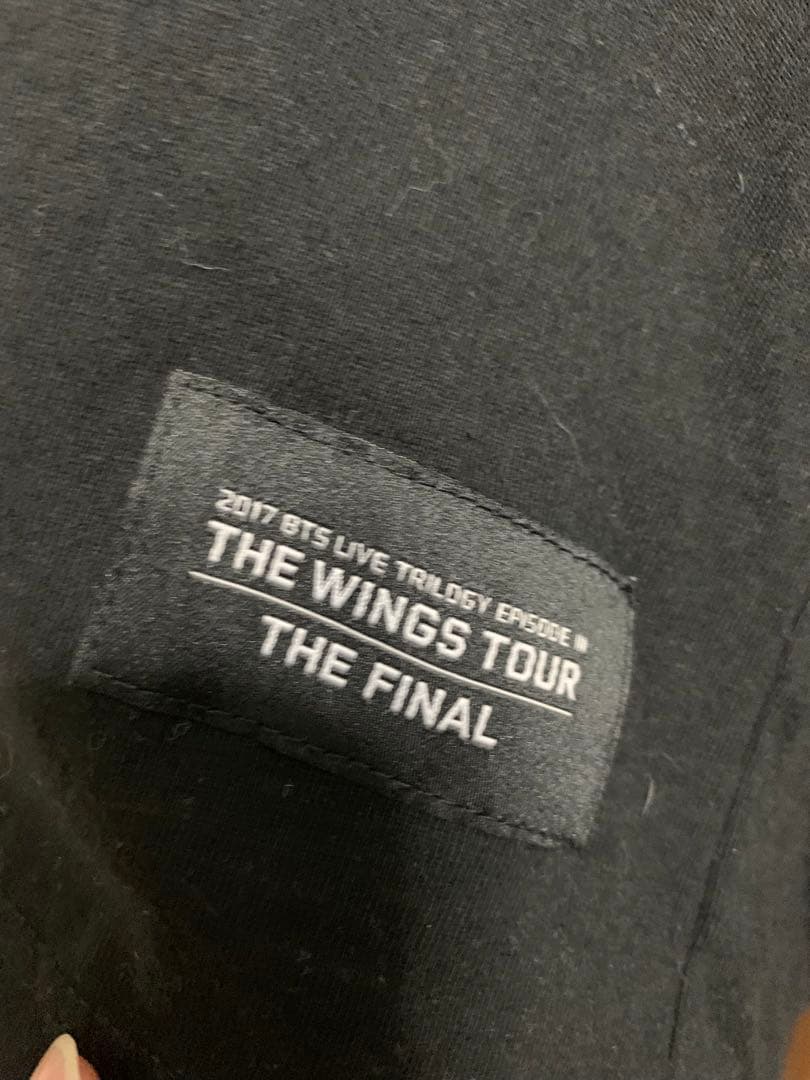 2017 BTS LIVE TRILOGY EPISODE III
THE WINGS TOUR
THE FINAL